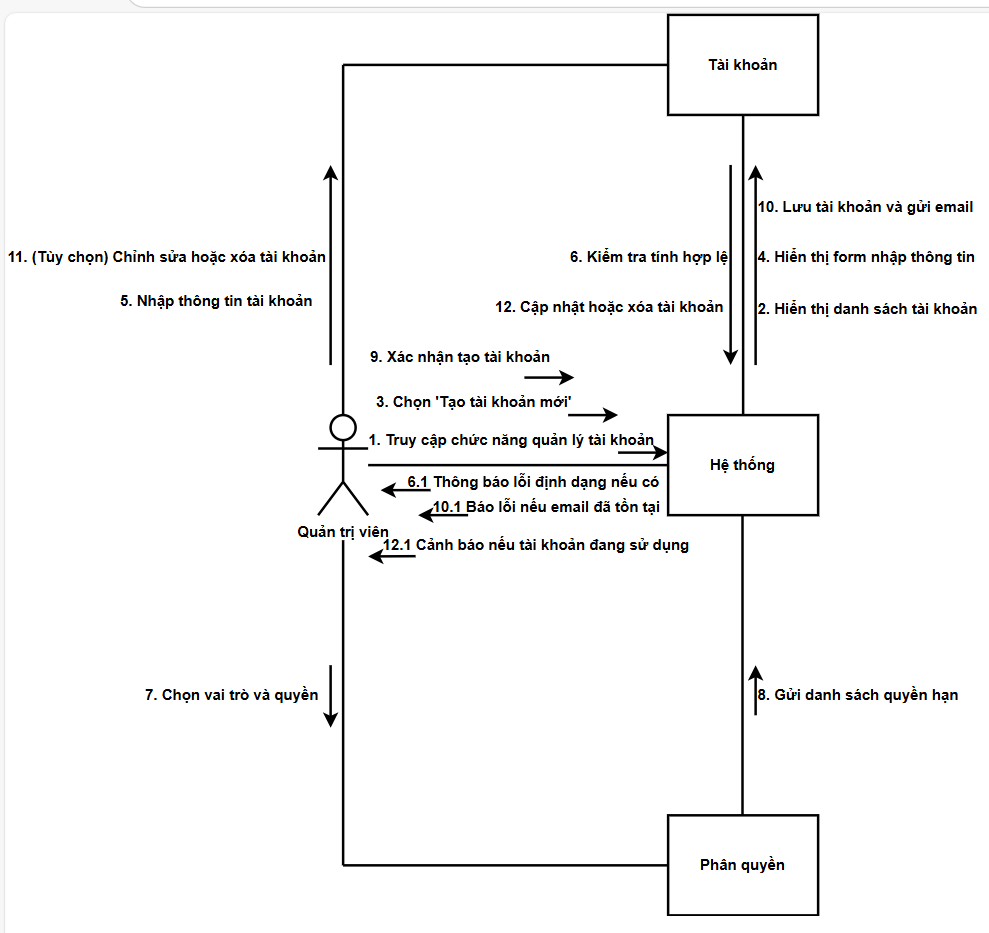 Tài khoản
10. Lưu tài khoản và gửi email
11. (Tùy chọn) Chỉnh sửa hoặc xóa tài khoản
6. Kiểm tra tính hợp lệ
4. Hiển thị form nhập thông tin
5. Nhập thông tin tài khoản
12. Cập nhật hoặc xóa tài khoản
2. Hiển thị danh sách tài khoản
9. Xác nhận tạo tài khoản
3. Chọn 'Tạo tài khoản mới'
1. Truy cập chức năng quản lý tài khoản
Hệ thống
6.1 Thông báo lỗi định dạng nếu có
10.1 Báo lỗi nếu email đã tồn tại
Quản trị viên
12.1 Cảnh báo nếu tài khoản đang sử dụng
7. Chọn vai trò và quyền
8. Gửi danh sách quyền hạn
Phân quyền